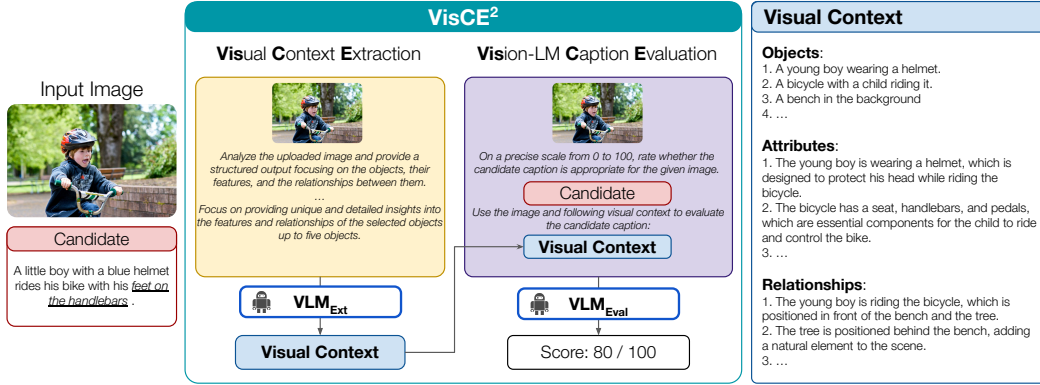 VisCE²
Visual Context Extraction
Vision-LM Caption Evaluation
Input Image
Candidate
A little boy with a blue helmet
rides his bike with his feet on
the handlebars .
Analyze the uploaded image and provide a
structured output focusing on the objects, their
features, and the relationships between them.
…
Focus on providing unique and detailed insights into
the features and relationships of the selected objects
up to five objects.
VLM_Ext
Visual Context
On a precise scale from 0 to 100, rate whether the
candidate caption is appropriate for the given image.
Candidate
Use the image and following visual context to evaluate
the candidate caption:
Visual Context
VLM_Eval
Score: 80 / 100
Visual Context
Objects:
1. A young boy wearing a helmet.
2. A bicycle with a child riding it.
3. A bench in the background
4. …
Attributes:
1. The young boy is wearing a helmet, which is
designed to protect his head while riding the
bicycle.
2. The bicycle has a seat, handlebars, and pedals,
which are essential components for the child to ride
and control the bike.
3. …
Relationships:
1. The young boy is riding the bicycle, which is
positioned in front of the bench and the tree.
2. The tree is positioned behind the bench, adding
a natural element to the scene.
3. …